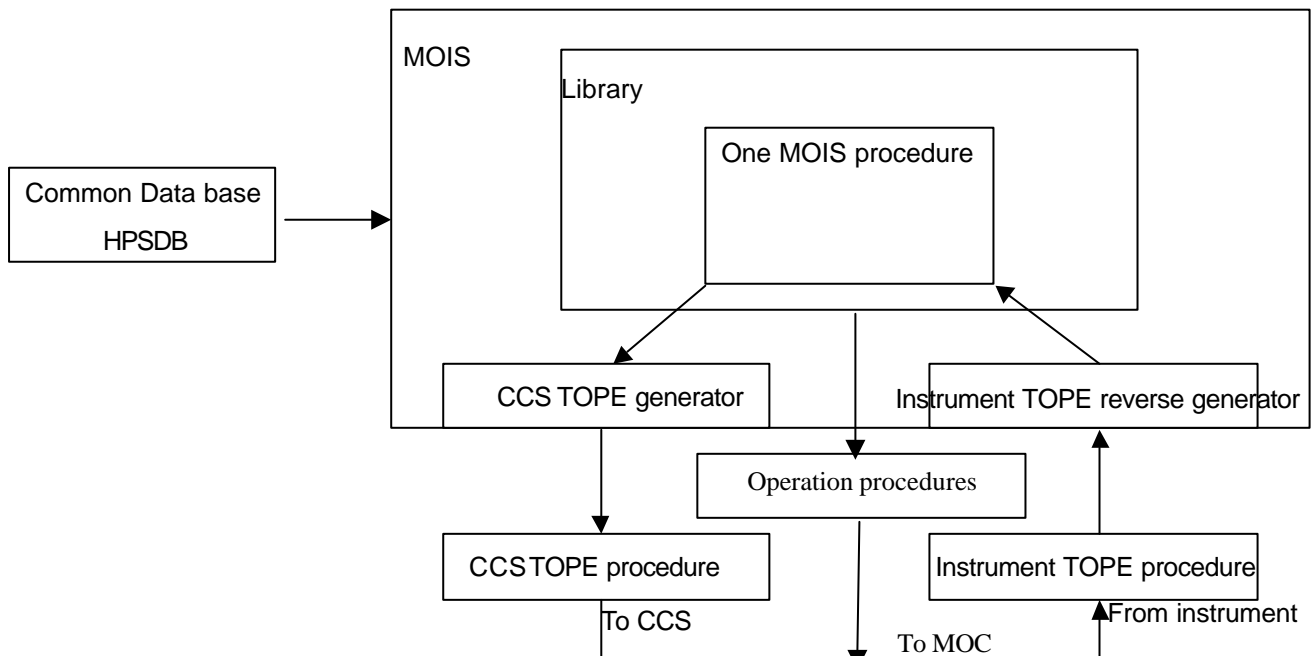 MOIS
Library
One MOIS procedure
Common Data base
HPSDB
CCS TOPE generator
Instrument TOPE reverse generator
Operation procedures
CCS TOPE procedure
Instrument TOPE procedure
To CCS
From instrument
To MOC